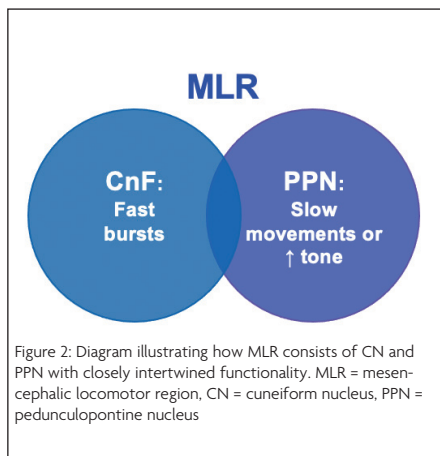 MLR
CnF:
Fast
bursts
PPN:
Slow
movements or
↑ tone
Figure 2: Diagram illustrating how MLR consists of CN and
PPN with closely intertwined functionality. MLR = mesen-
cephalic locomotor region, CN = cuneiform nucleus, PPN =
pedunculopontine nucleus